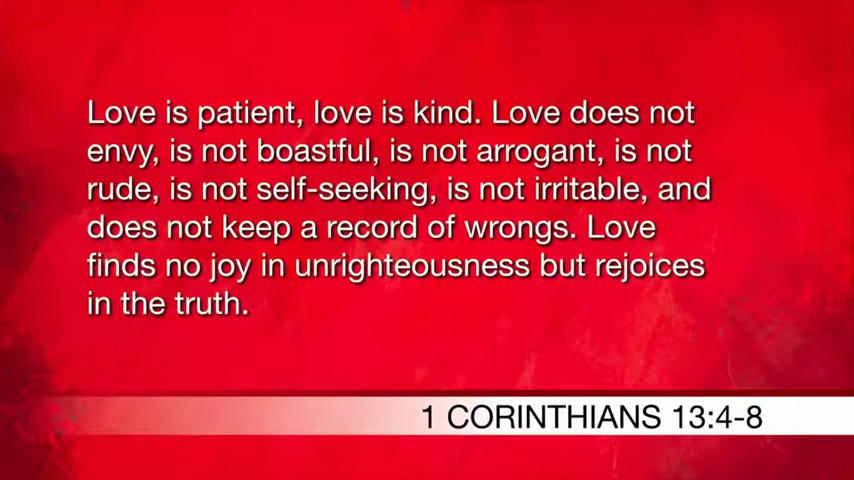 Love is patient, love is kind. Love does not
envy, is not boastful, is not arrogant, is not
rude, is not self-seeking, is not irritable, and
does not keep a record of wrongs. Love
finds no joy in unrighteousness but rejoices
in the truth.
1 CORINTHIANS 13:4-8